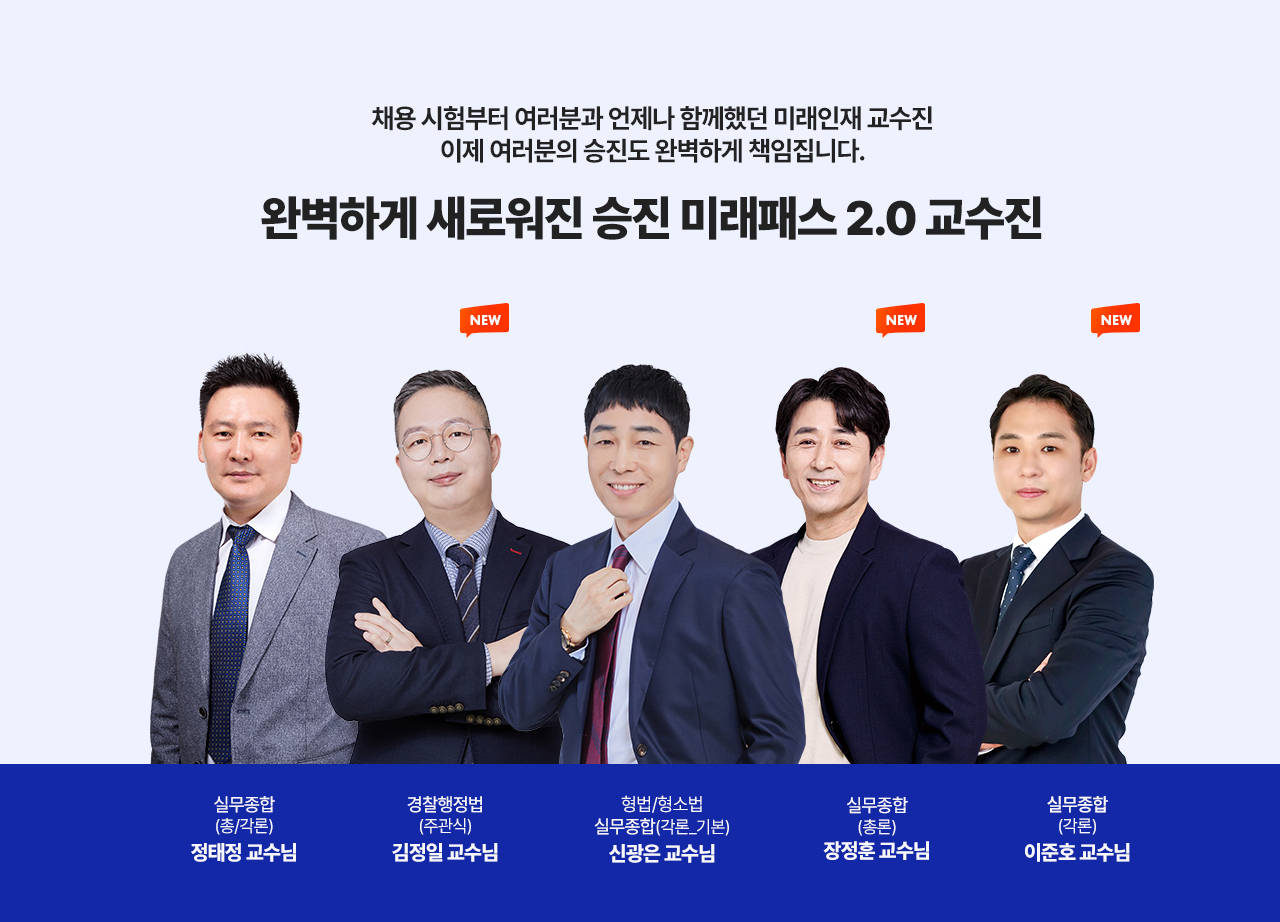 채용 시험부터 여러분과 언제나 함께했던 미래인재 교수진
이제 여러분의 승진도 완벽하게 책임집니다.
완벽하게 새로워진 승진 미래패스 2.0 교수진
NEW
NEW
NEW
실무종합
(총/각론)
정태정 교수님
경찰행정법
(주관식)
김정일 교수님
형법/형소법
실무종합(각론_기본)
신광은 교수님
실무종합
(총론)
장정훈 교수님
실무종합
(각론)
이준호 교수님